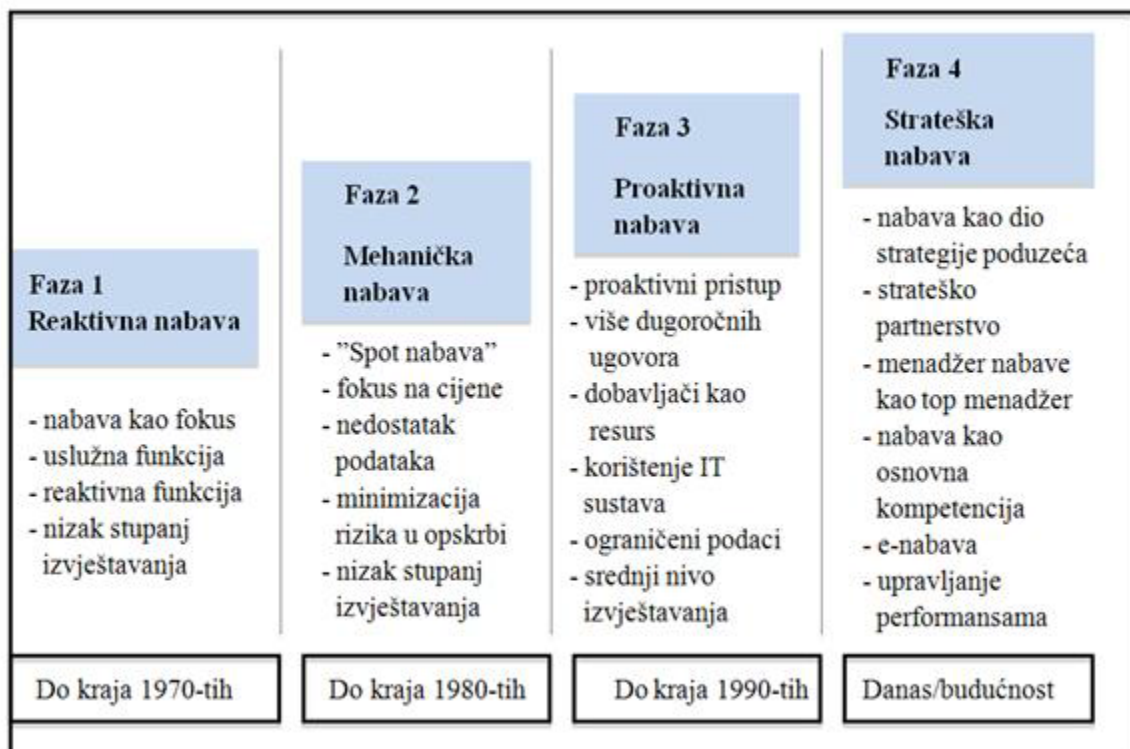 Faza 1
Reaktivna nabava
- nabava kao fokus
- uslužna funkcija
- reaktivna funkcija
- nizak stupanj
izvještavanja
Do kraja 1970-tih
Faza 2
Mehanička
nabava
- ”Spot nabava”
- fokus na cijene
- nedostatak
podataka
- minimizacija
rizika u opskrbi
- nizak stupanj
izvještavanja
Do kraja 1980-tih
Faza 3
Proaktivna
nabava
- proaktivni pristup
- više dugoročnih
ugovora
- dobavljači kao
resurs
- korištenje IT
sustava
- ograničeni podaci
- srednji nivo
izvještavanja
Do kraja 1990-tih
Faza 4
Strateška
nabava
- nabava kao dio
strategije poduzeća
- strateško
partnerstvo
- menadžer nabave
kao top menadžer
- nabava kao
osnovna
kompetencija
- e-nabava
- upravljanje
performansama
Danas/budućnost